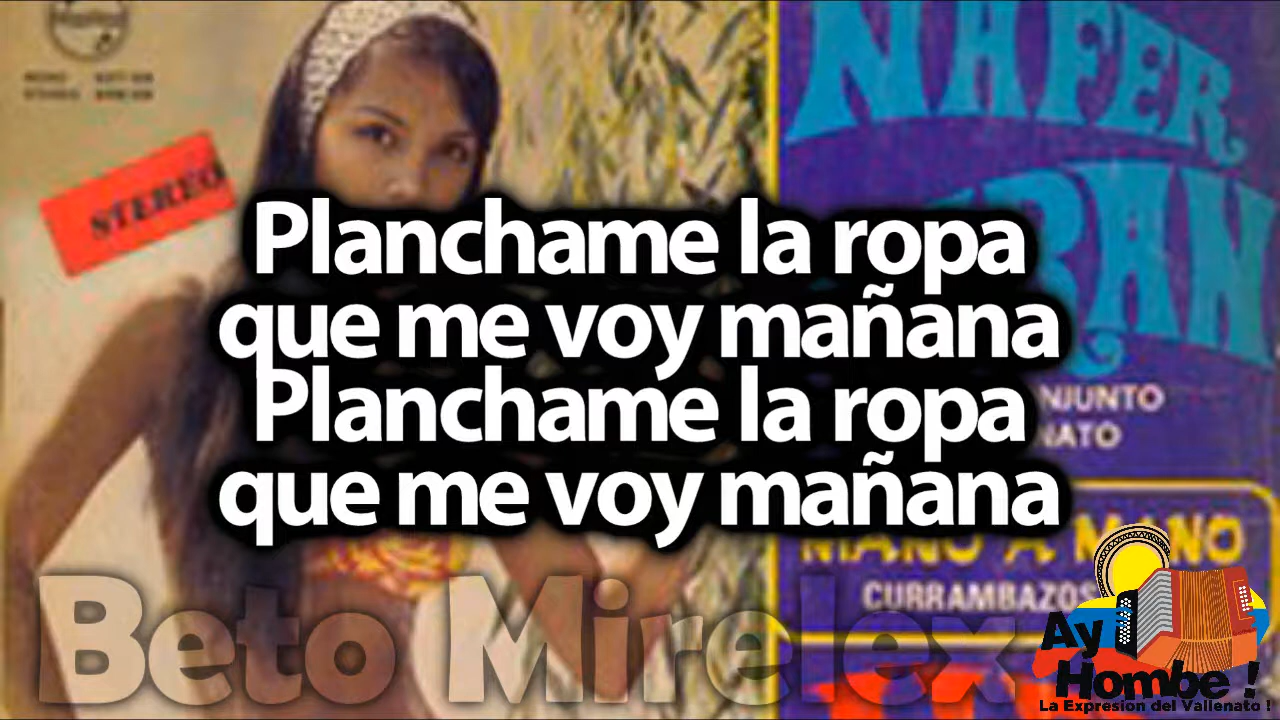 NAFER
STEREO
Planchame la ropa
que me voy mañana
Planchame la ropa
que me voy mañana
MANO A MANO
CURRAMBAZOS
Beto Mirelex
Ay
Hombe !
La Expresion del Vallenato !